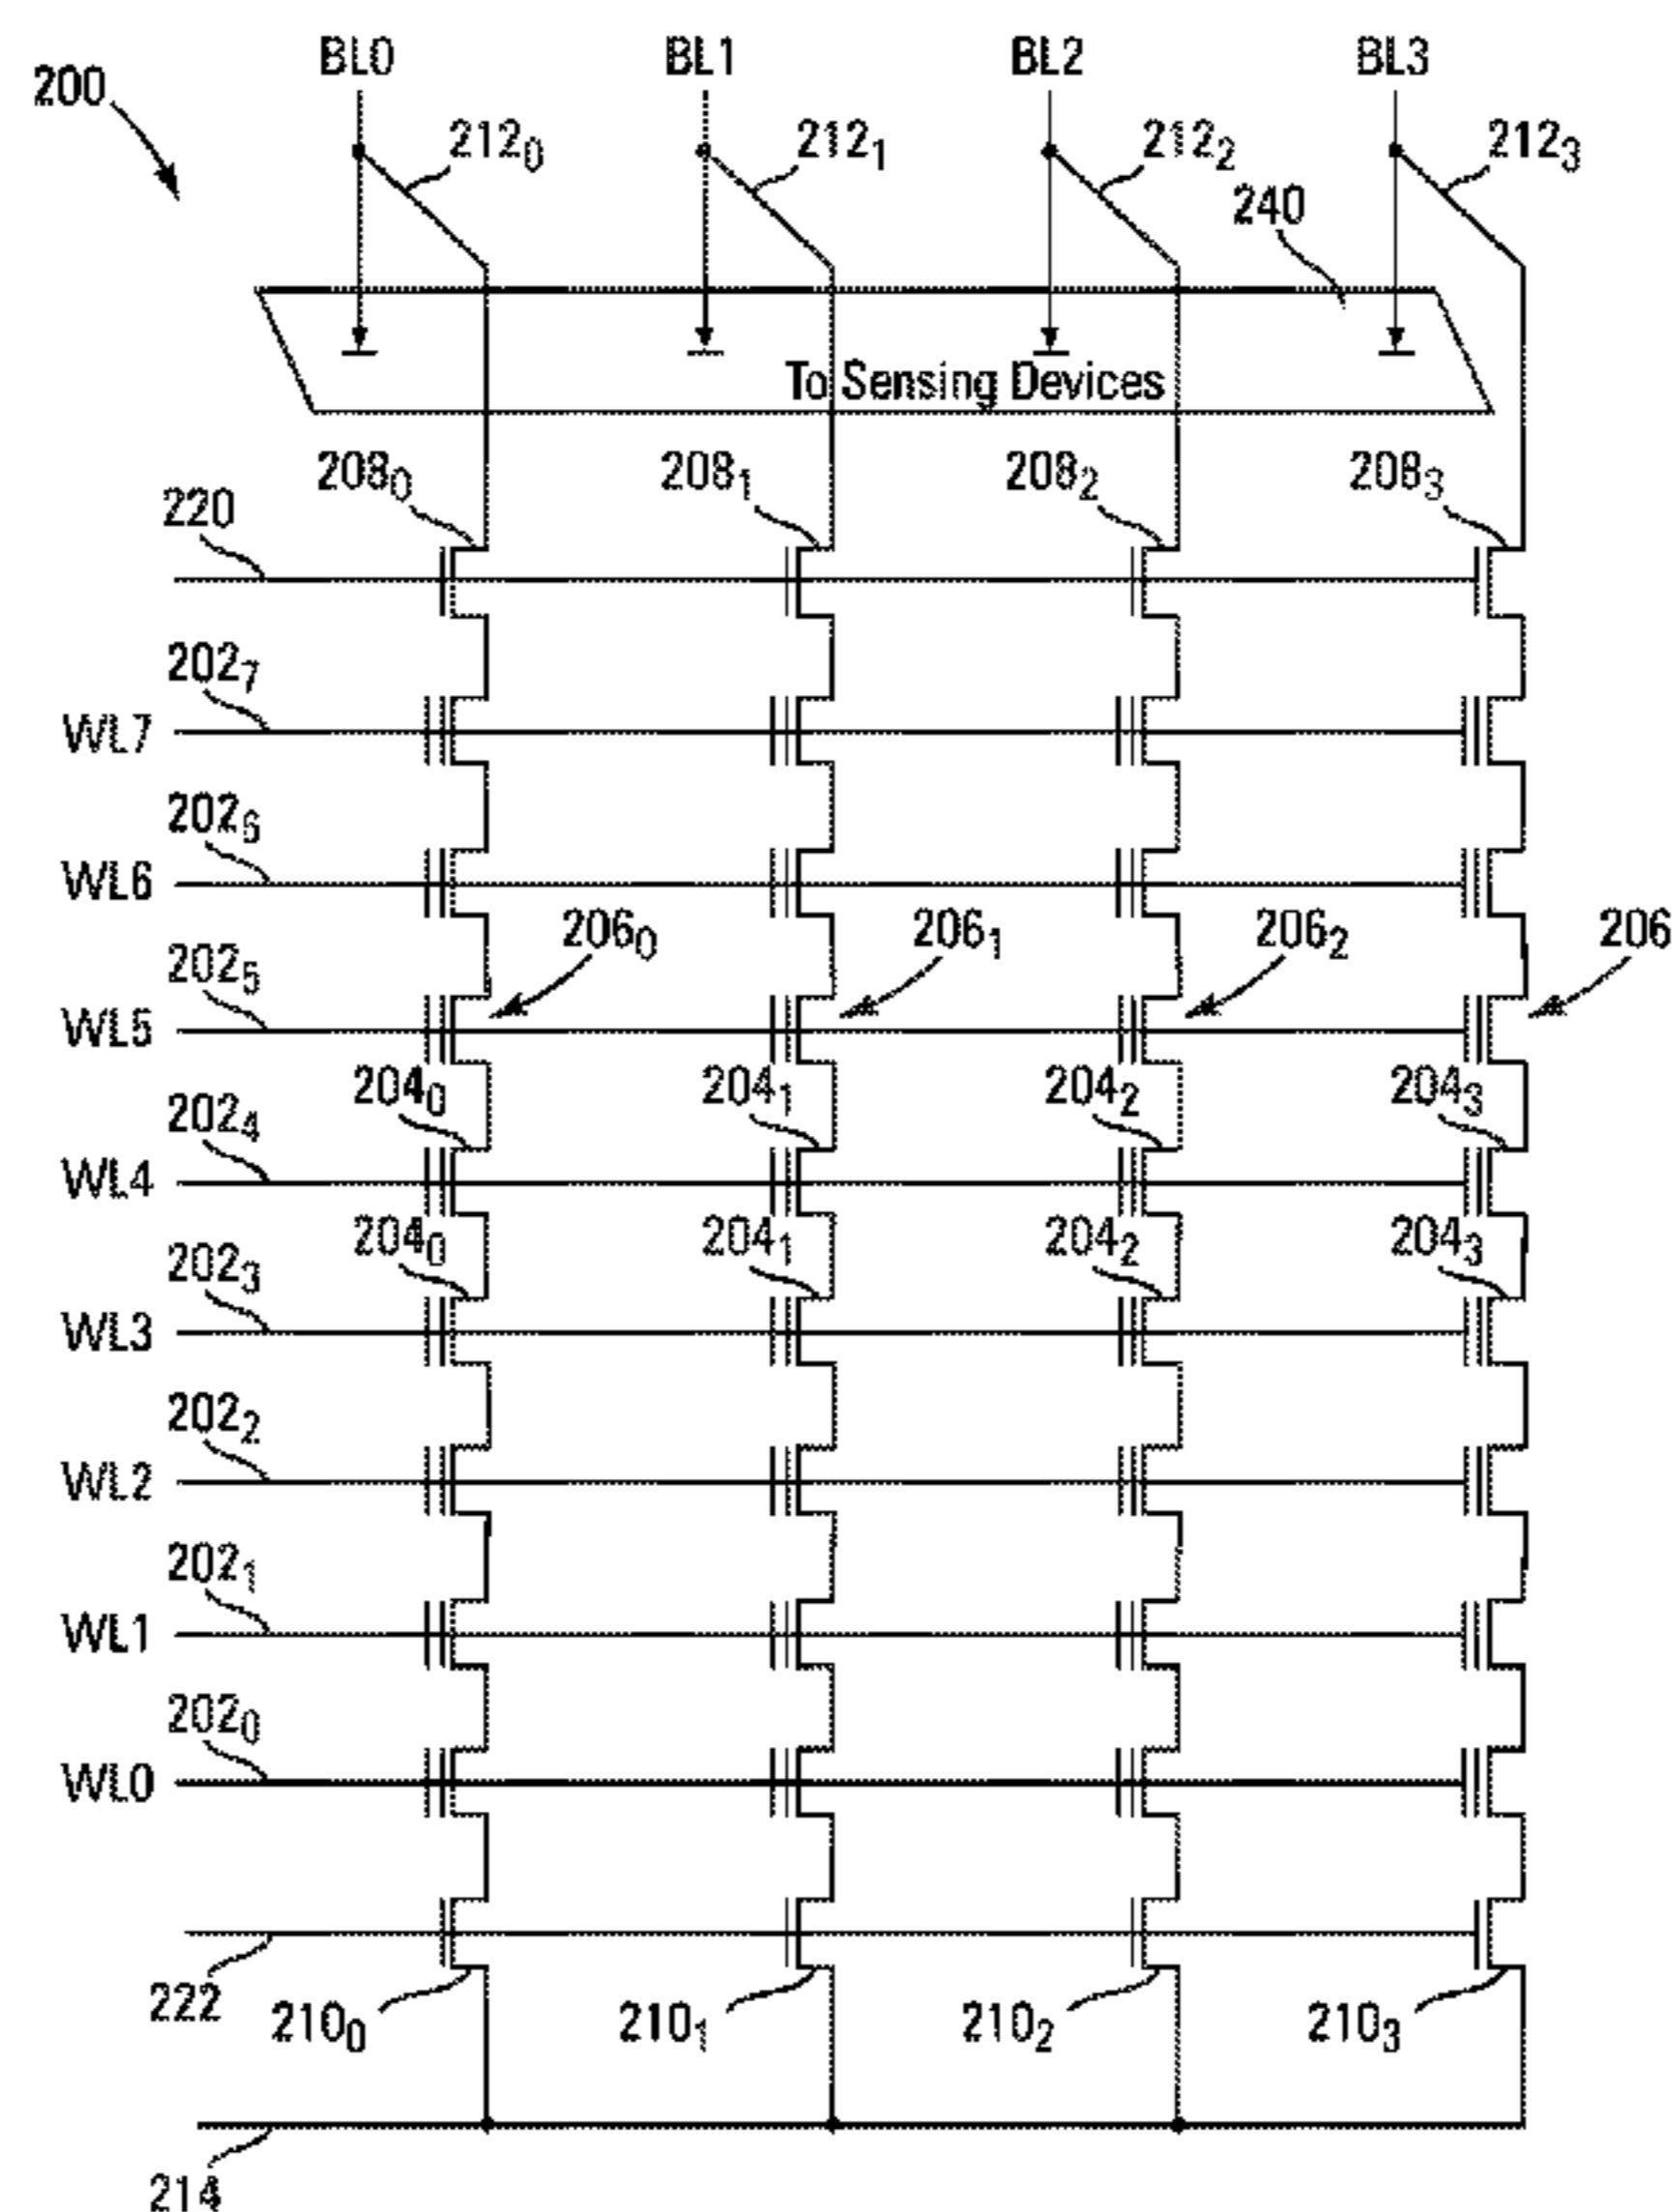 BL0 BL1 BL2 BL3
200
212₀ 212₁ 212₂ 212₃
240
To Sensing Devices
208₀ 208₁ 208₂ 208₃
220
202₇
WL7
202₆
WL6
206₀ 206₁ 206₂ 206
202₅
WL5
204₀ 204₁ 204₂ 204₃
202₄
WL4
204₀ 204₁ 204₂ 204₃
202₃
WL3
202₂
WL2
202₁
WL1
202₀
WL0
222 210₀ 210₁ 210₂ 210₃
214